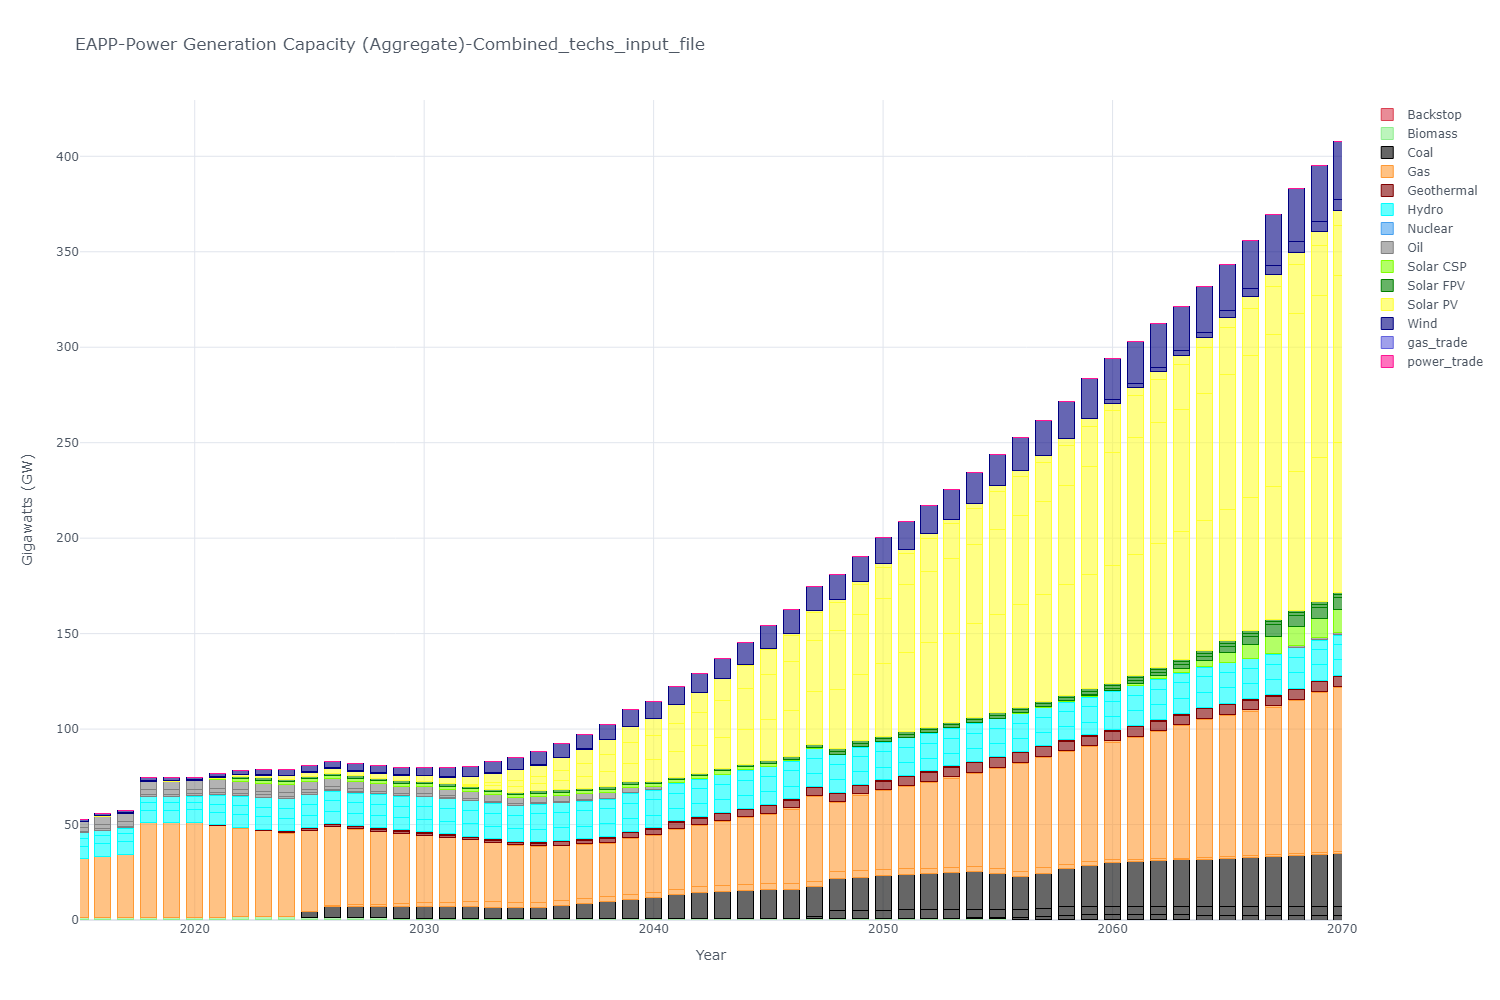 EAPP-Power Generation Capacity (Aggregate)-Combined_techs_input_file
Backstop
Biomass
Coal
Gas
Geothermal
Hydro
Nuclear
Oil
Solar CSP
Solar FPV
Solar PV
Wind
gas_trade
power_trade
400
350
300
250
200
150
100
50
0
Gigawatts (GW)
2020
2030
2040
2050
2060
2070
Year